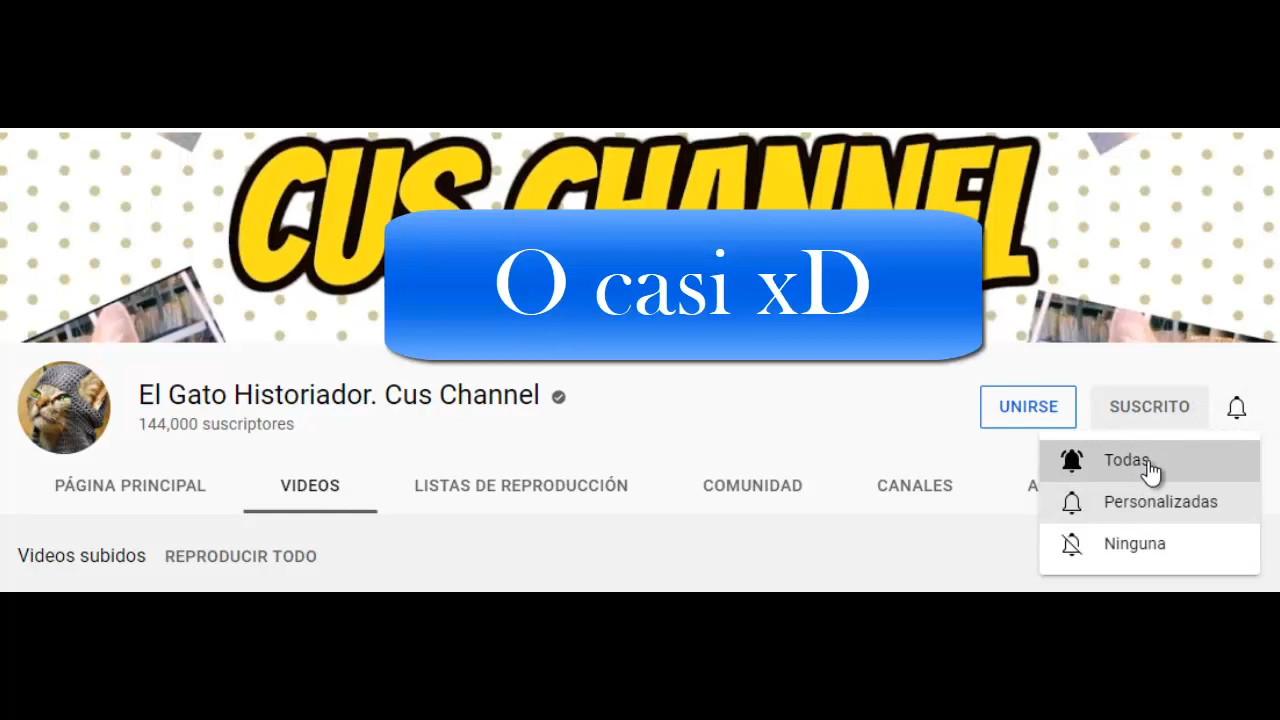 CUS CHANNEL
O casi xD
El Gato Historiador. Cus Channel
144,000 suscriptores
UNIRSE
SUSCRITO
Todas
Personalizadas
Ninguna
PÁGINA PRINCIPAL
VIDEOS
LISTAS DE REPRODUCCIÓN
COMUNIDAD
CANALES
A
Videos subidos
REPRODUCIR TODO